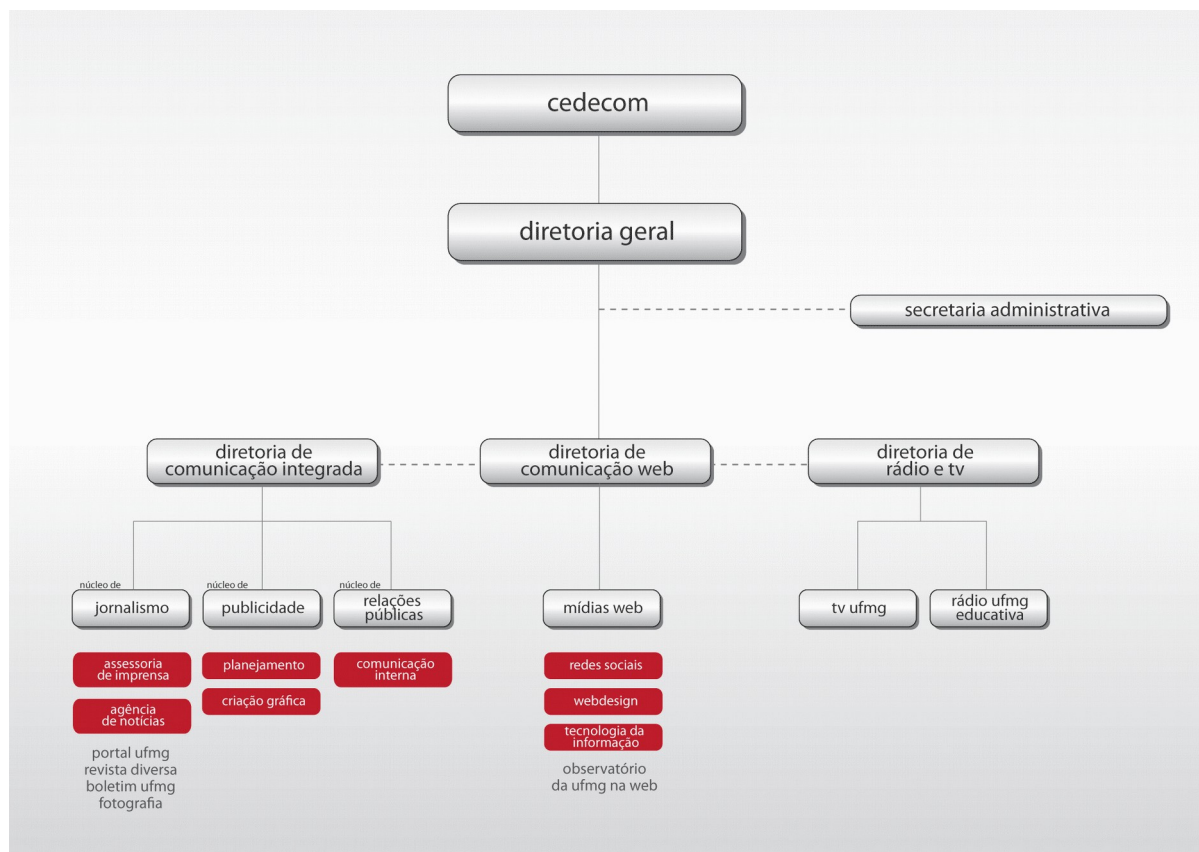 cedecom
diretoria geral
secretaria administrativa
diretoria de
comunicação integrada
diretoria de
comunicação web
diretoria de
rádio e tv
núcleo de
jornalismo
núcleo de
publicidade
núcleo de
relações
públicas
mídias web
tv ufmg
rádio ufmg
educativa
assessoria
de imprensa
agência
de notícias
portal ufmg
revista diversa
boletim ufmg
fotografia
planejamento
criação gráfica
comunicação
interna
redes sociais
webdesign
tecnologia da
informação
observatório
da ufmg na web